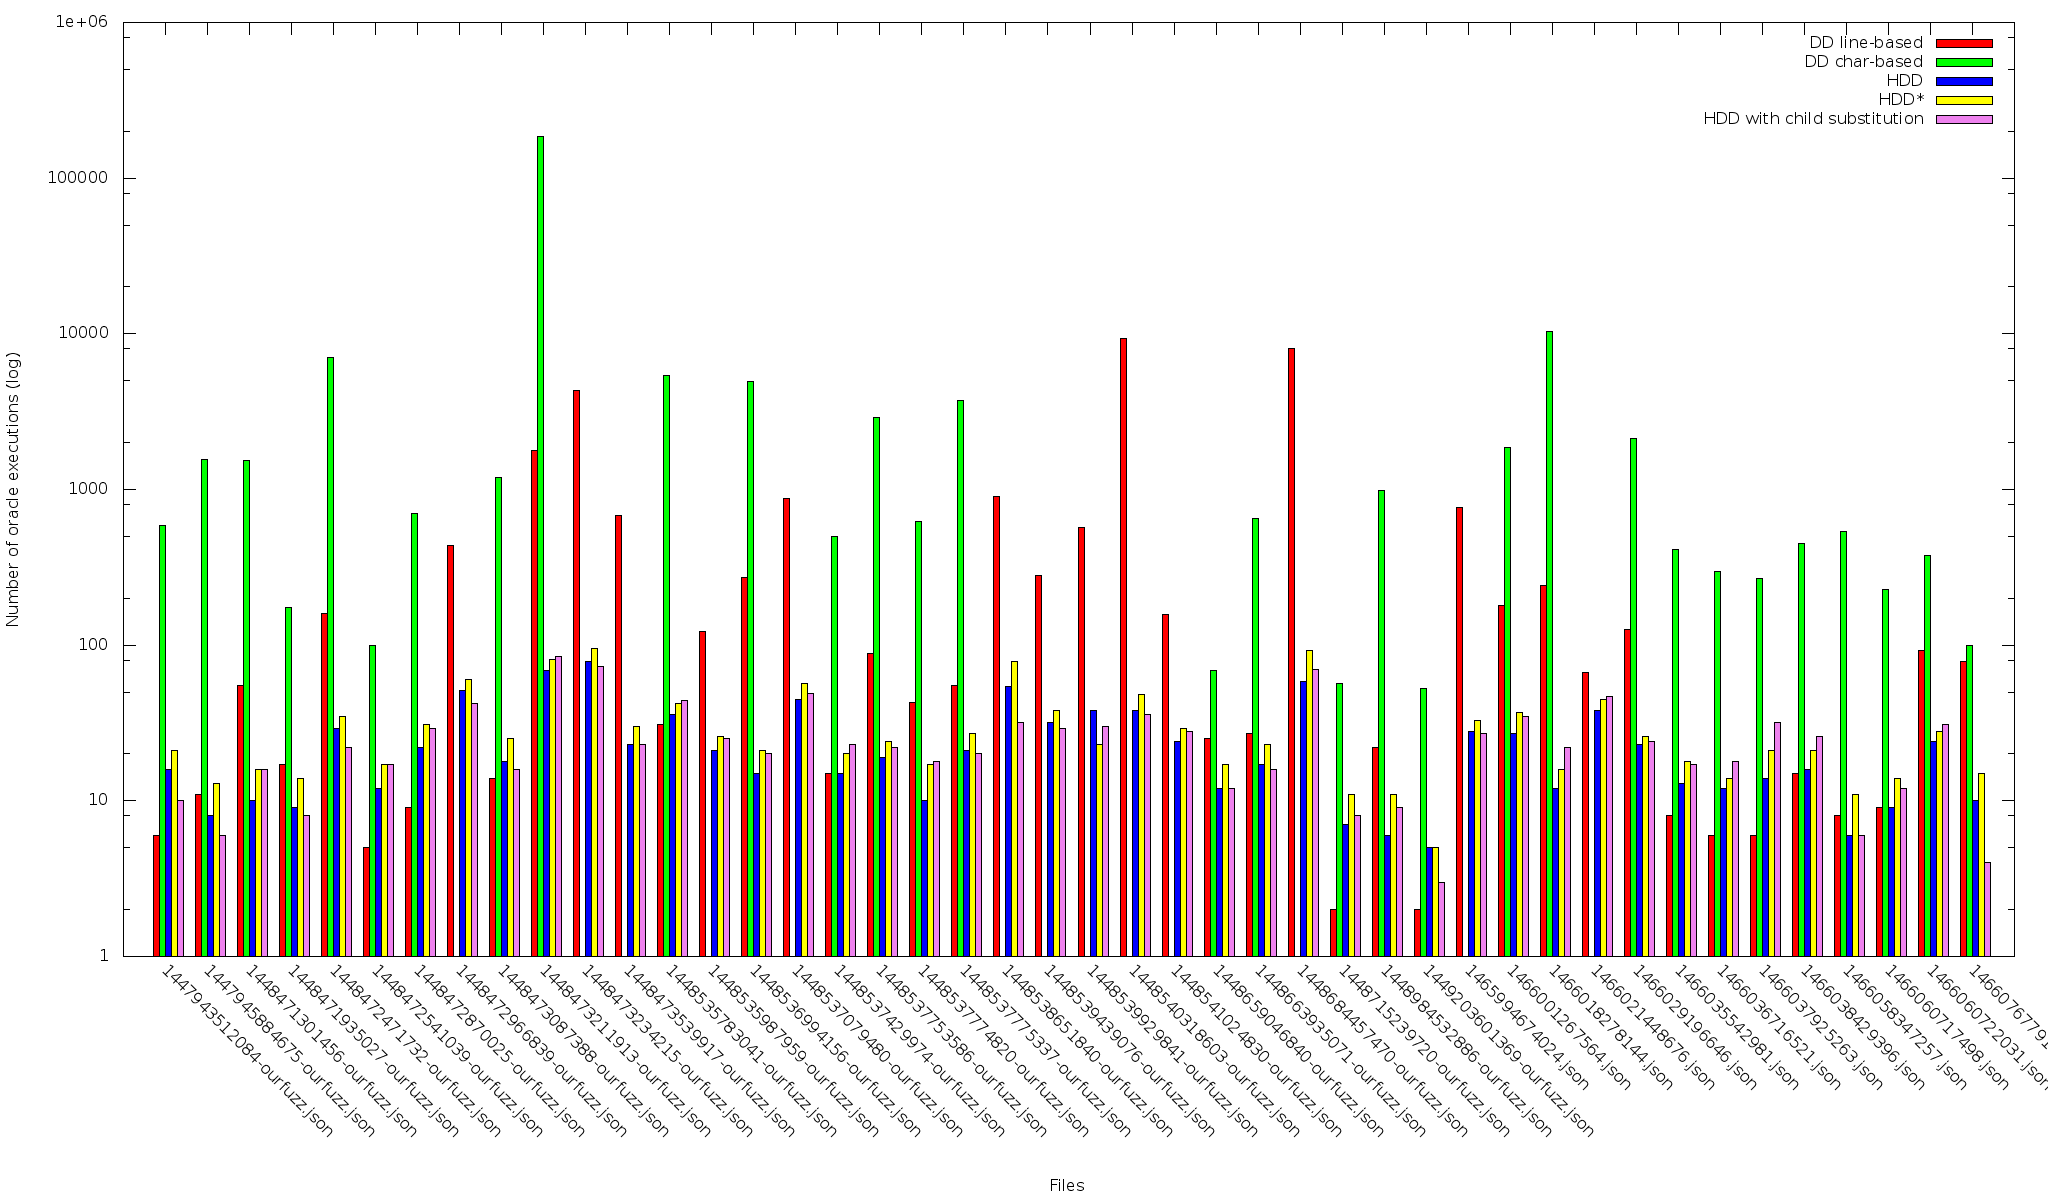 1e+06
100000
10000
1000
100
10
1
Number of oracle executions (log)
DD line-based
DD char-based
HDD
HDD*
HDD with child substitution
1447943512084-ourfuzz.json
1447945884675-ourfuzz.json
1448471301456-ourfuzz.json
1448471935027-ourfuzz.json
1448472471732-ourfuzz.json
1448472541039-ourfuzz.json
1448472870025-ourfuzz.json
1448472966839-ourfuzz.json
1448473087388-ourfuzz.json
1448473211913-ourfuzz.json
1448473234215-ourfuzz.json
1448473539917-ourfuzz.json
1448535783041-ourfuzz.json
1448535987959-ourfuzz.json
1448536994156-ourfuzz.json
1448537079480-ourfuzz.json
1448537429974-ourfuzz.json
1448537753586-ourfuzz.json
1448537774820-ourfuzz.json
1448537775337-ourfuzz.json
1448538651840-ourfuzz.json
1448539439076-ourfuzz.json
1448539929841-ourfuzz.json
1448540318603-ourfuzz.json
1448541024830-ourfuzz.json
1448659046840-ourfuzz.json
1448663935071-ourfuzz.json
1448684457470-ourfuzz.json
1448715239720-ourfuzz.json
1448984532886-ourfuzz.json
1449203601369-ourfuzz.json
1465994674024.json
1466001267564.json
1466018278144.json
1466021448676.json
1466029196646.json
1466035542981.json
1466036716521.json
1466037925263.json
1466038429396.json
1466058347257.json
1466060717498.json
1466060722031.json
146607677791
Files